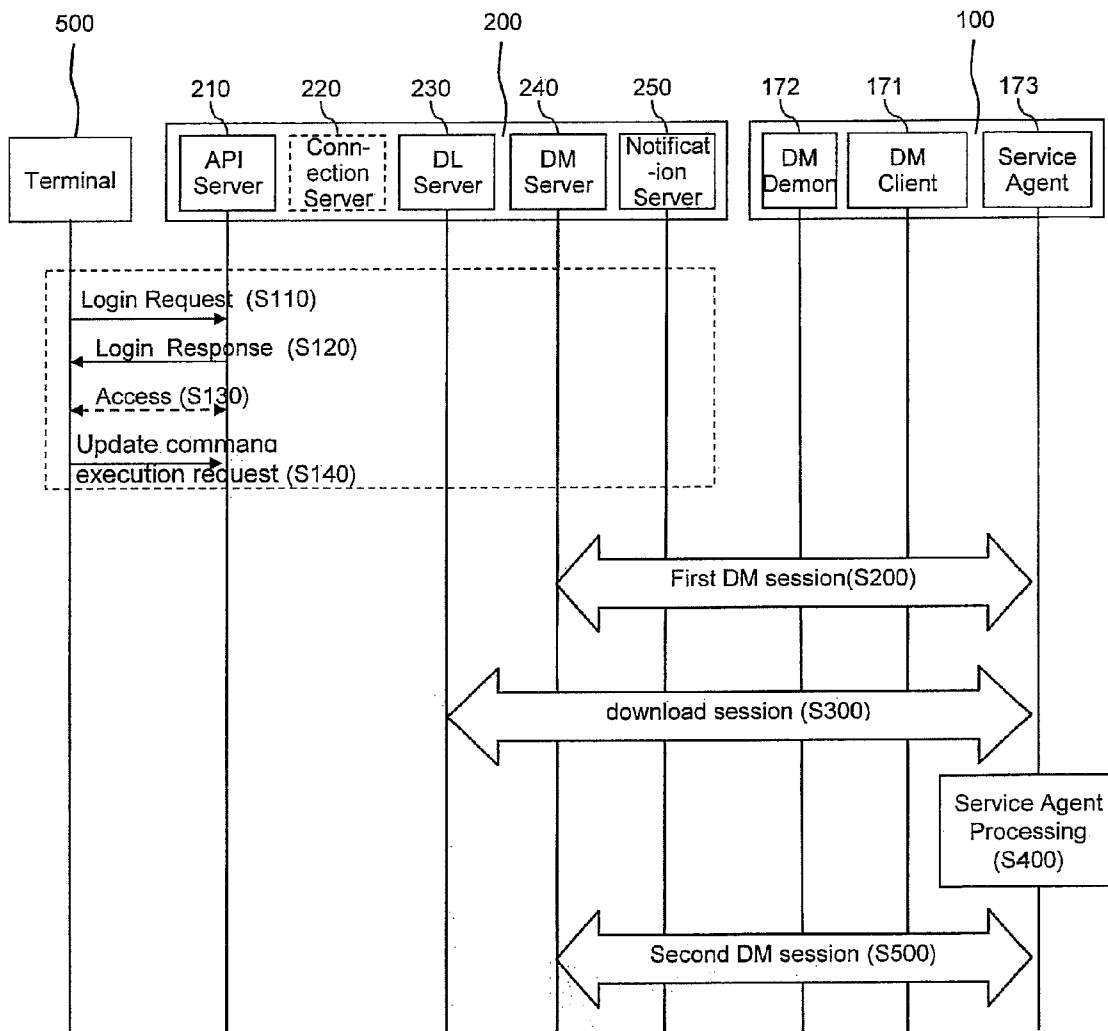 500
200
100
210
220
230
240
250
172
171
173
Terminal
API
Server
Conn-
ection
Server
DL
Server
DM
Server
Notificat
-ion Server
DM
Demon
DM
Client
Service
Agent
Login Request (S110)
Login Response (S120)
Access (S130)
Update command
execution request (S140)
First DM session(S200)
download session (S300)
Service Agent
Processing
(S400)
Second DM session (S500)